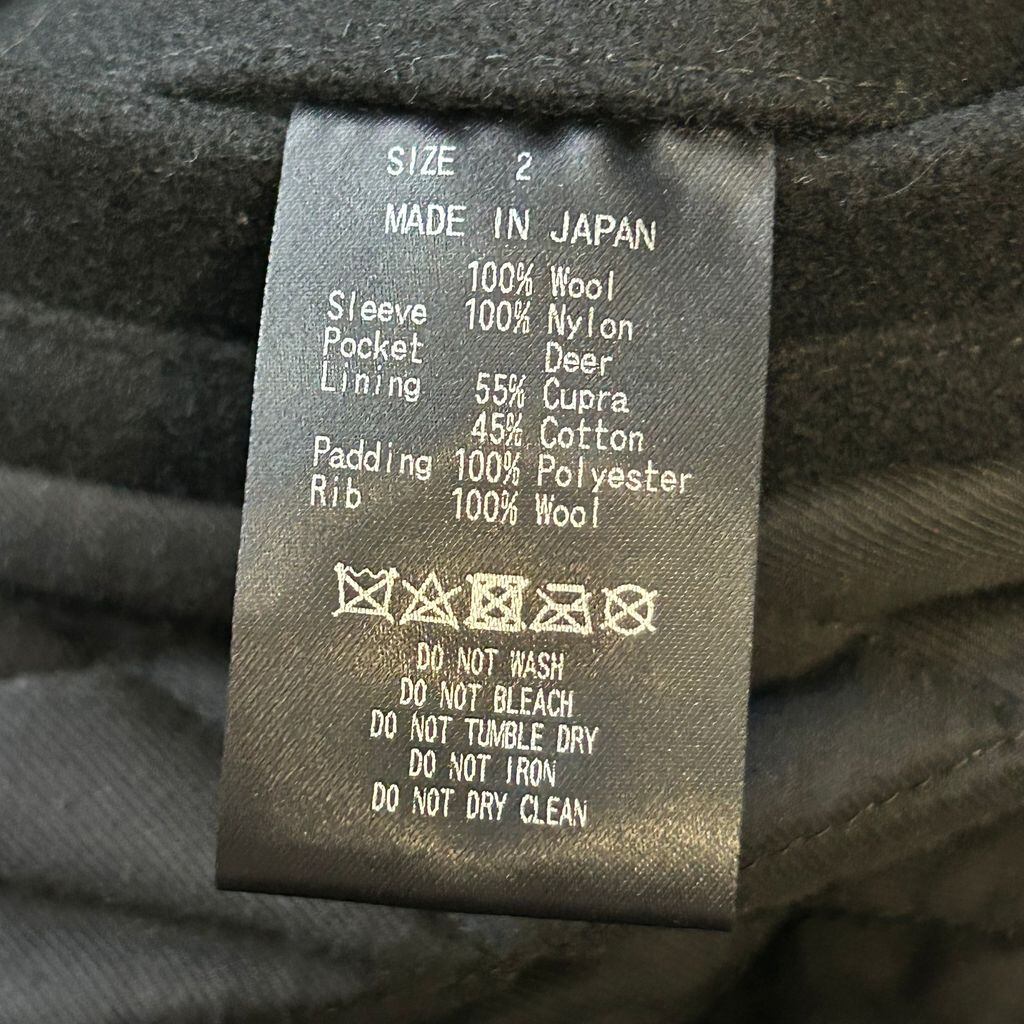 SIZE 2
MADE IN JAPAN
100% Wool
Sleeve 100% Nylon
Pocket Deer
Lining 55% Cupra
45% Cotton
Padding 100% Polyester
Rib 100% Wool
DO NOT WASH
DO NOT BLEACH
DO NOT TUMBLE DRY
DO NOT IRON
DO NOT DRY CLEAN